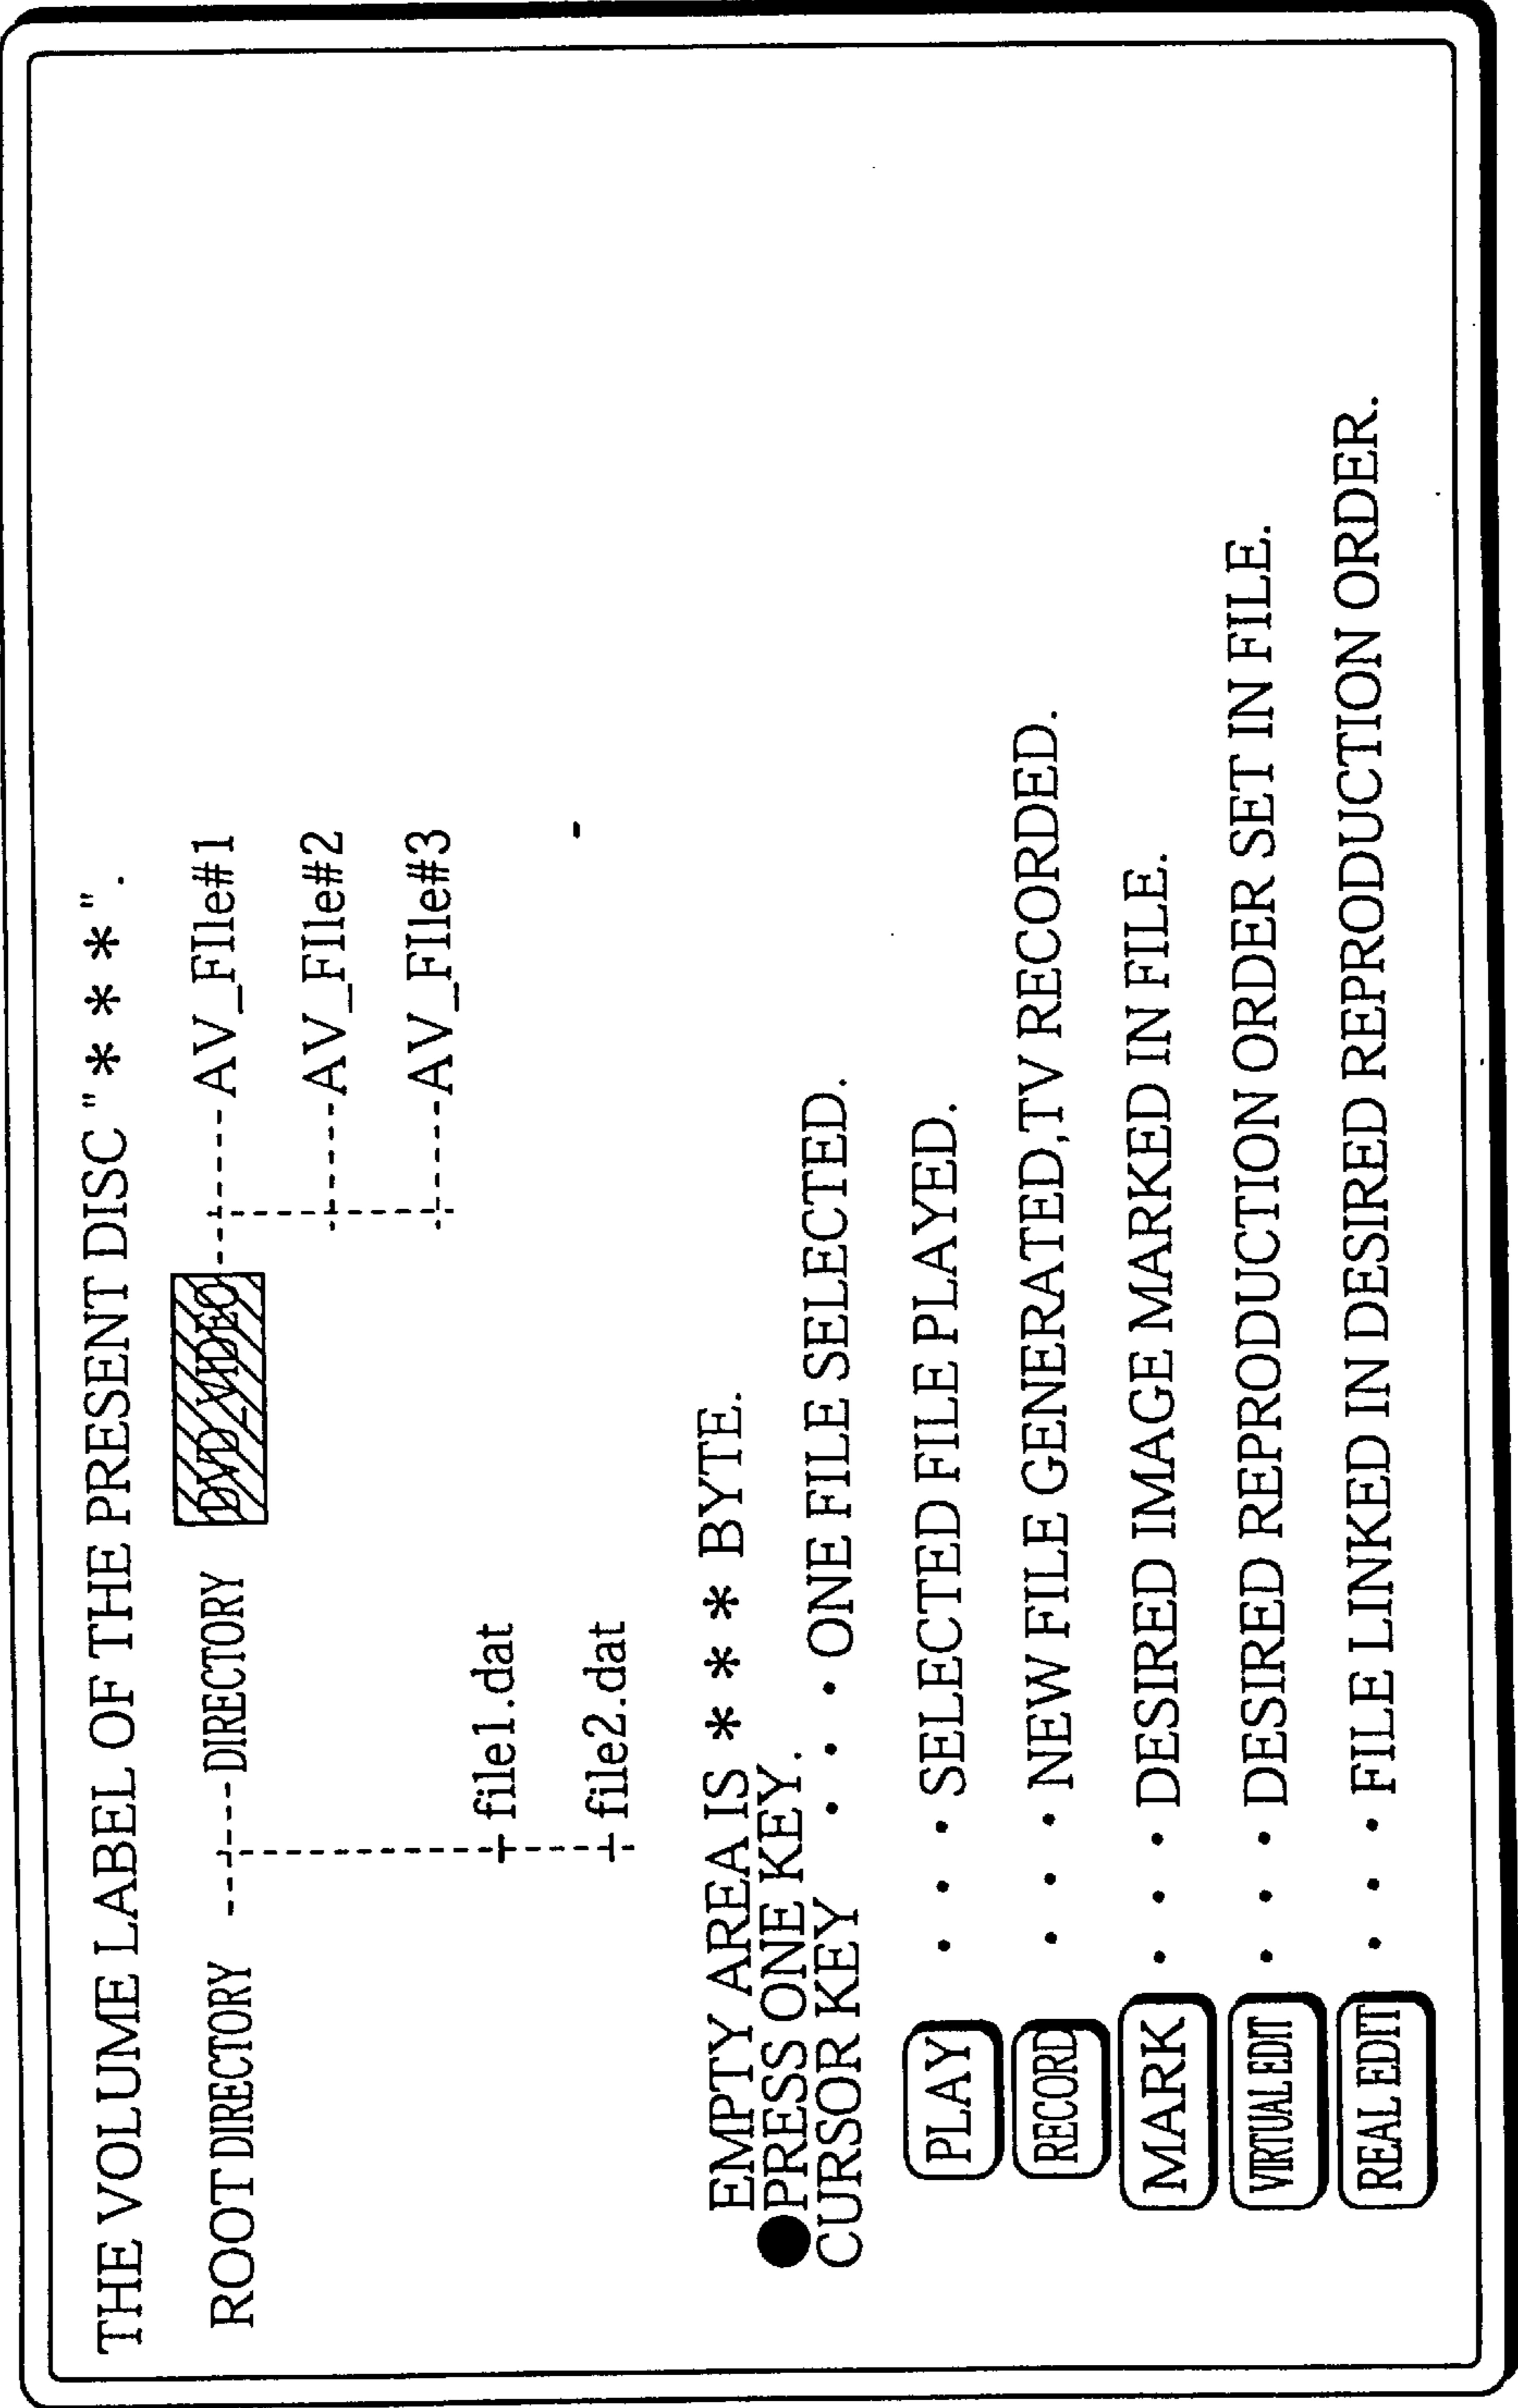 THE VOLUME LABEL OF THE PRESENT DISC "* * *".
ROOT DIRECTORY -----DIRECTORY DVD_VIDEO ------AV_FIle#1
-----AV_FIle#2
-----AV_FIle#3
file1.dat
file2.dat
EMPTY AREA IS * * * BYTE.
●PRESS ONE KEY.
CURSOR KEY • • • ONE FILE SELECTED.
PLAY • • • SELECTED FILE PLAYED.
RECORD • • • NEW FILE GENERATED,TV RECORDED.
MARK • • • DESIRED IMAGE MARKED IN FILE.
VIRTUAL EDIT • • • DESIRED REPRODUCTION ORDER SET IN FILE.
REAL EDIT • • • FILE LINKED IN DESIRED REPRODUCTION ORDER.